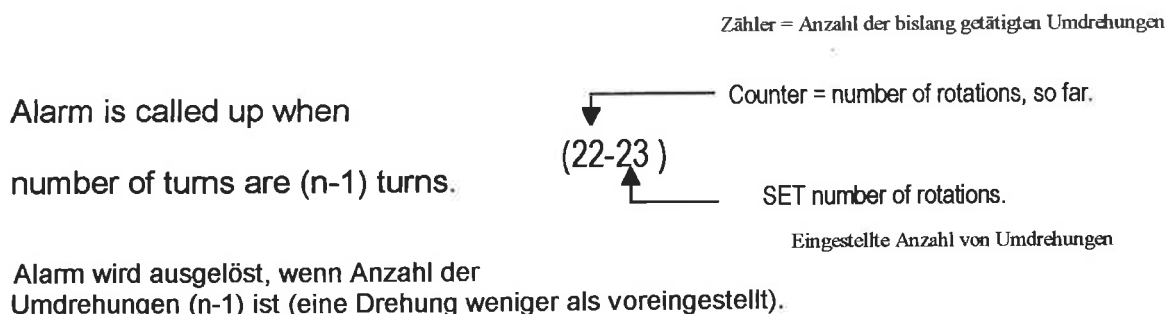 Zähler = Anzahl der bislang getätigten Umdrehungen
Counter = number of rotations, so far.
Alarm is called up when
(22-23 )
number of turns are (n-1) turns.
SET number of rotations.
Eingestellte Anzahl von Umdrehungen
Alarm wird ausgelöst, wenn Anzahl der
Umdrehungen (n-1) ist (eine Drehung weniger als voreingestellt).